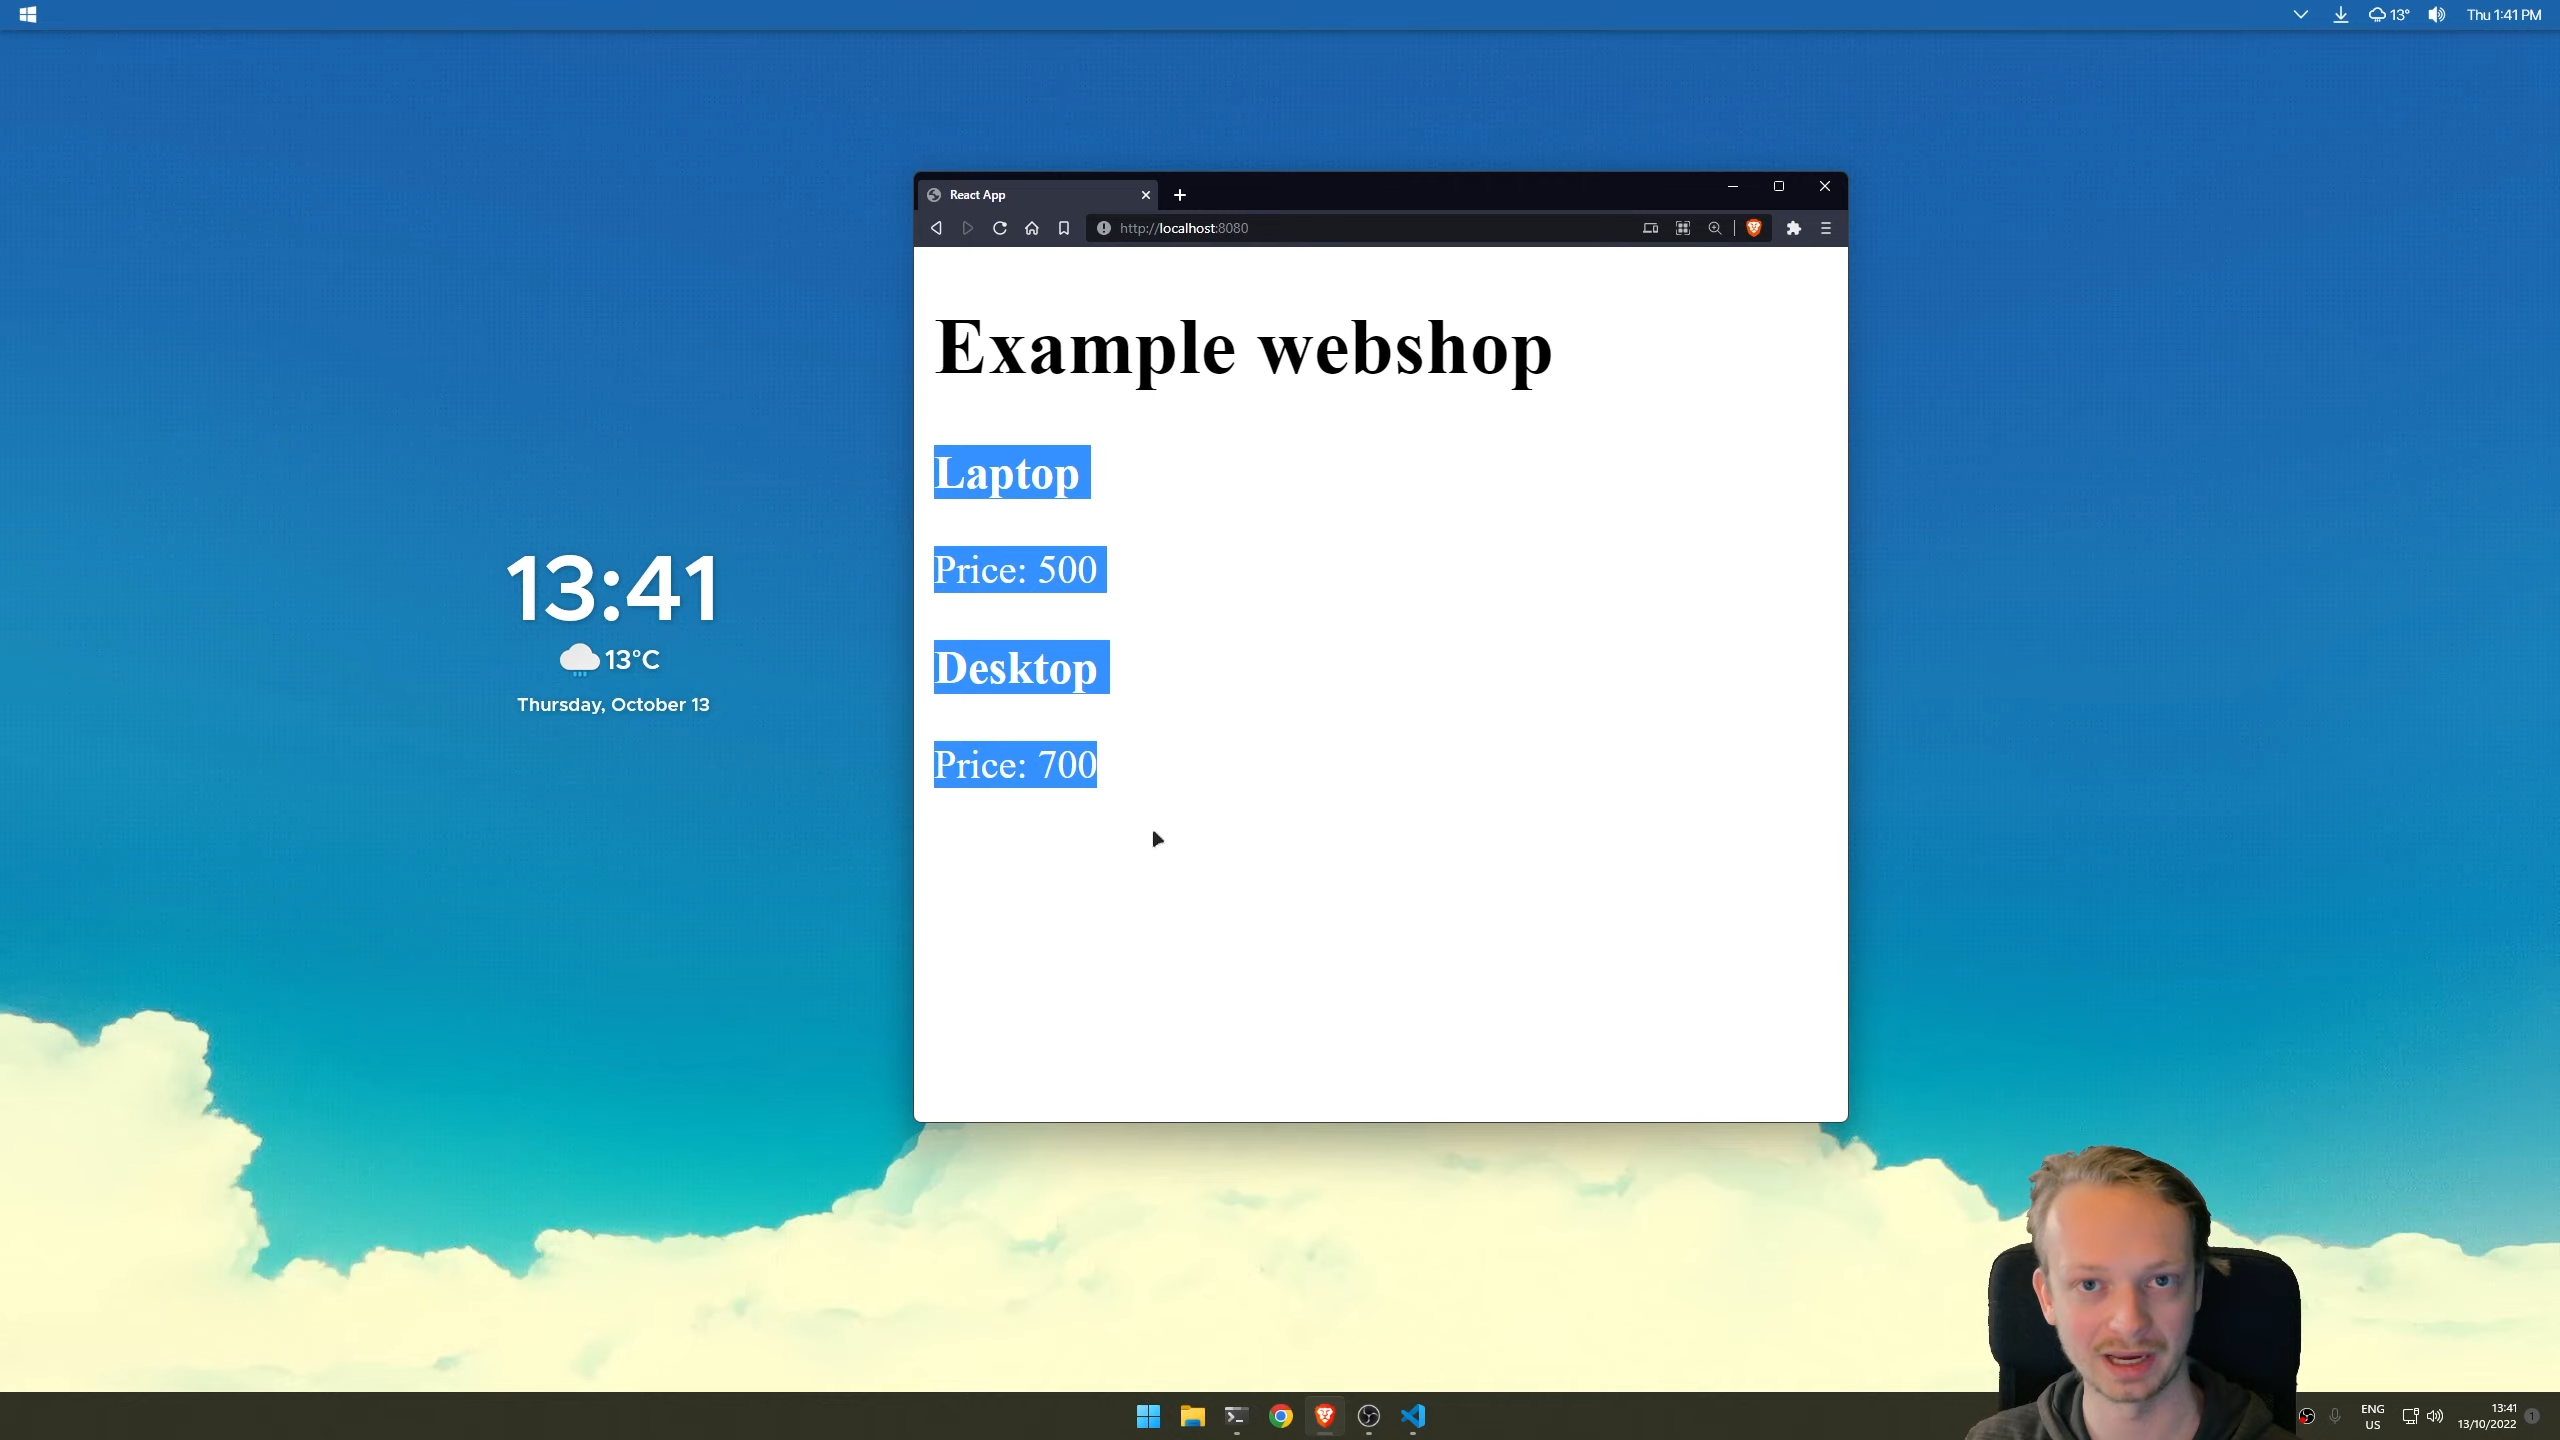 13°
Thu 1:41 PM
React App
http://localhost:8080
Example webshop
Laptop
Price: 500
Desktop
Price: 700
13:41
13°C
Thursday, October 13
ENG
US
13:41
13/10/2022
1